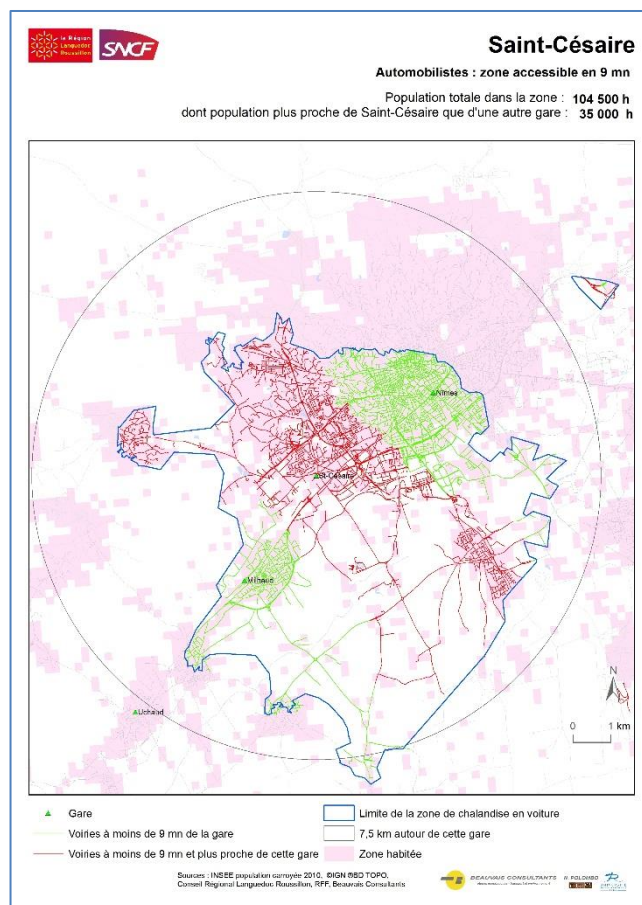 la Région
Languedoc
Roussillon
SNCF
Saint-Césaire
Automobilistes : zone accessible en 9 mn
Population totale dans la zone : 104 500 h
dont population plus proche de Saint-Césaire que d'une autre gare : 35 000 h
Nîmes
St-Césaire
Milhaud
Uchaud
N
0 1 km
Gare
Limite de la zone de chalandise en voiture
Voiries à moins de 9 mn de la gare
7,5 km autour de cette gare
Voiries à moins de 9 mn et plus proche de cette gare
Zone habitée
Sources : INSEE population carroyée 2010, ©IGN ®BD TOPO,
Conseil Régional Languedoc Roussillon, RFF, Beauvais Consultants
BEAUVAIS CONSULTANTS